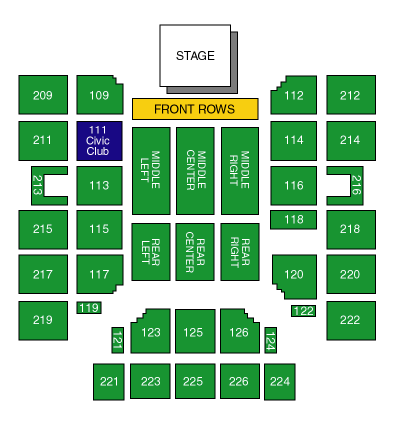 STAGE
FRONT ROWS
209
109
112
212
211
111
Civic
Club
114
214
MIDDLE
LEFT
MIDDLE
CENTER
MIDDLE
RIGHT
213
113
116
216
215
115
118
218
REAR
LEFT
REAR
CENTER
REAR
RIGHT
217
117
120
220
219
119
122
222
121
123
125
126
124
221
223
225
226
224